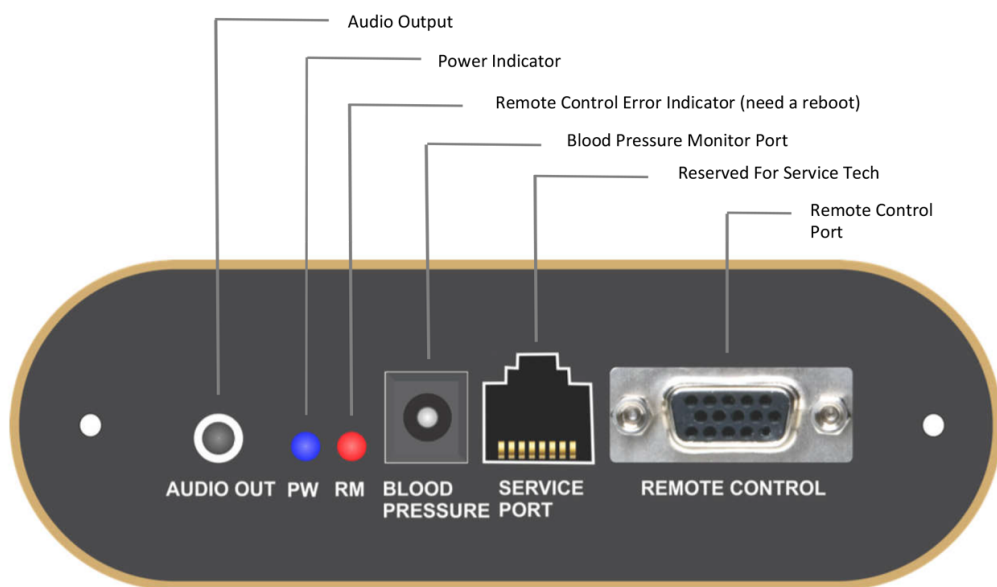 Audio Output
Power Indicator
Remote Control Error Indicator (need a reboot)
Blood Pressure Monitor Port
Reserved For Service Tech
Remote Control
Port
AUDIO OUT
PW
RM
BLOOD
PRESSURE
SERVICE
PORT
REMOTE CONTROL